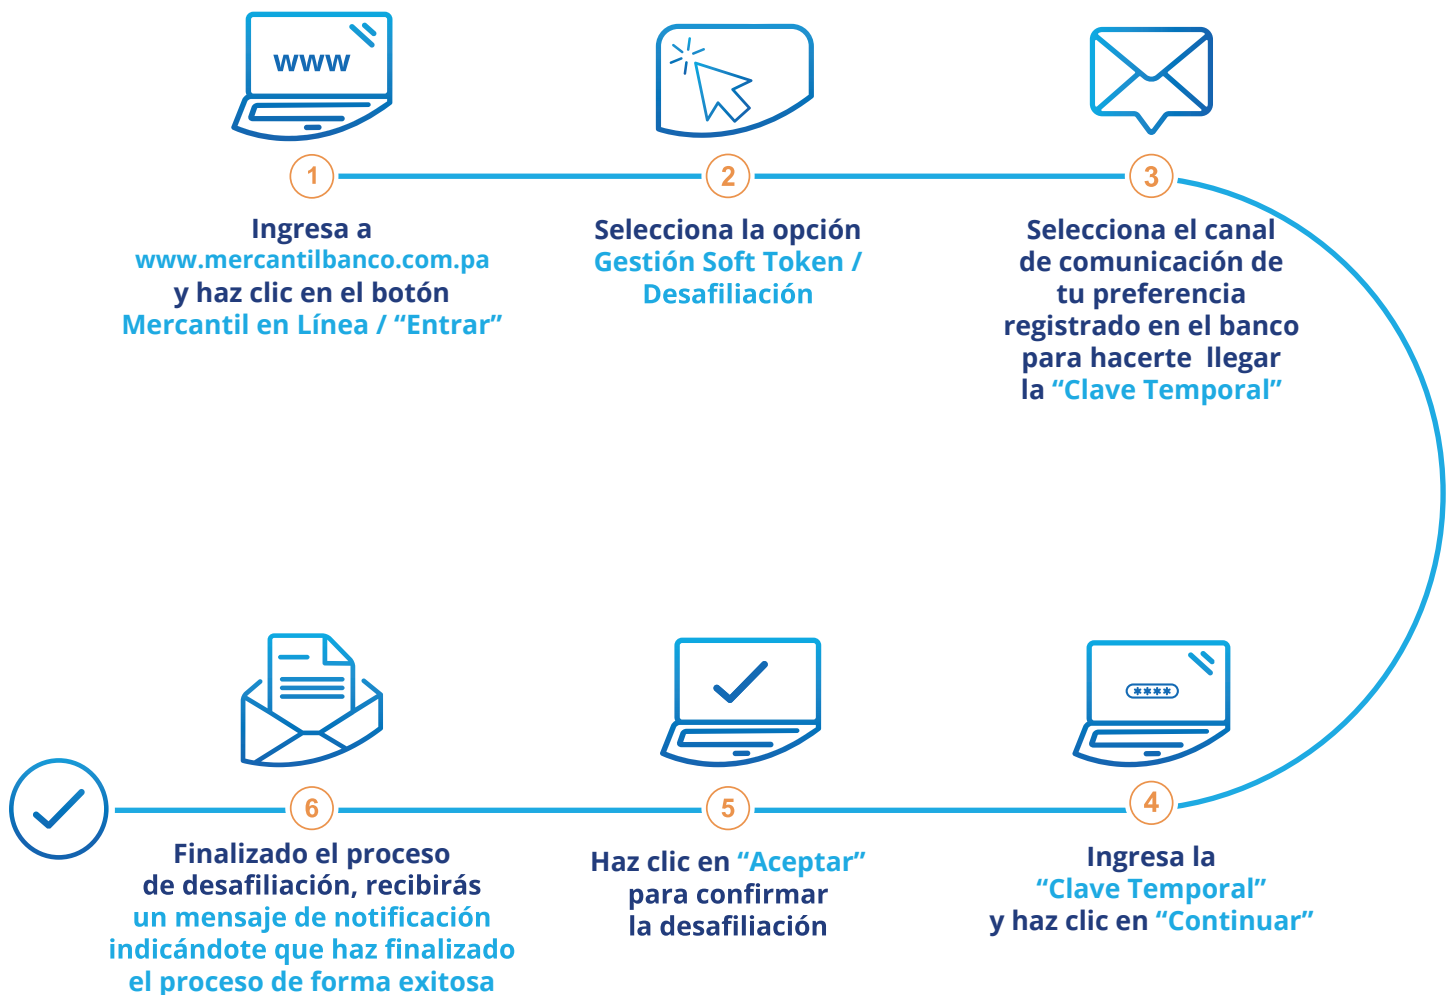 www
1
Ingresa a
www.mercantilbanco.com.pa
y haz clic en el botón
Mercantil en Línea / “Entrar”
2
Selecciona la opción
Gestión Soft Token /
Desafiliación
3
Selecciona el canal
de comunicación de
tu preferencia
registrado en el banco
para hacerte  llegar
la “Clave Temporal”
****
4
Ingresa la
“Clave Temporal”
y haz clic en “Continuar”
5
Haz clic en “Aceptar”
para confirmar
la desafiliación
6
Finalizado el proceso
de desafiliación, recibirás
un mensaje de notificación
indicándote que haz finalizado
el proceso de forma exitosa